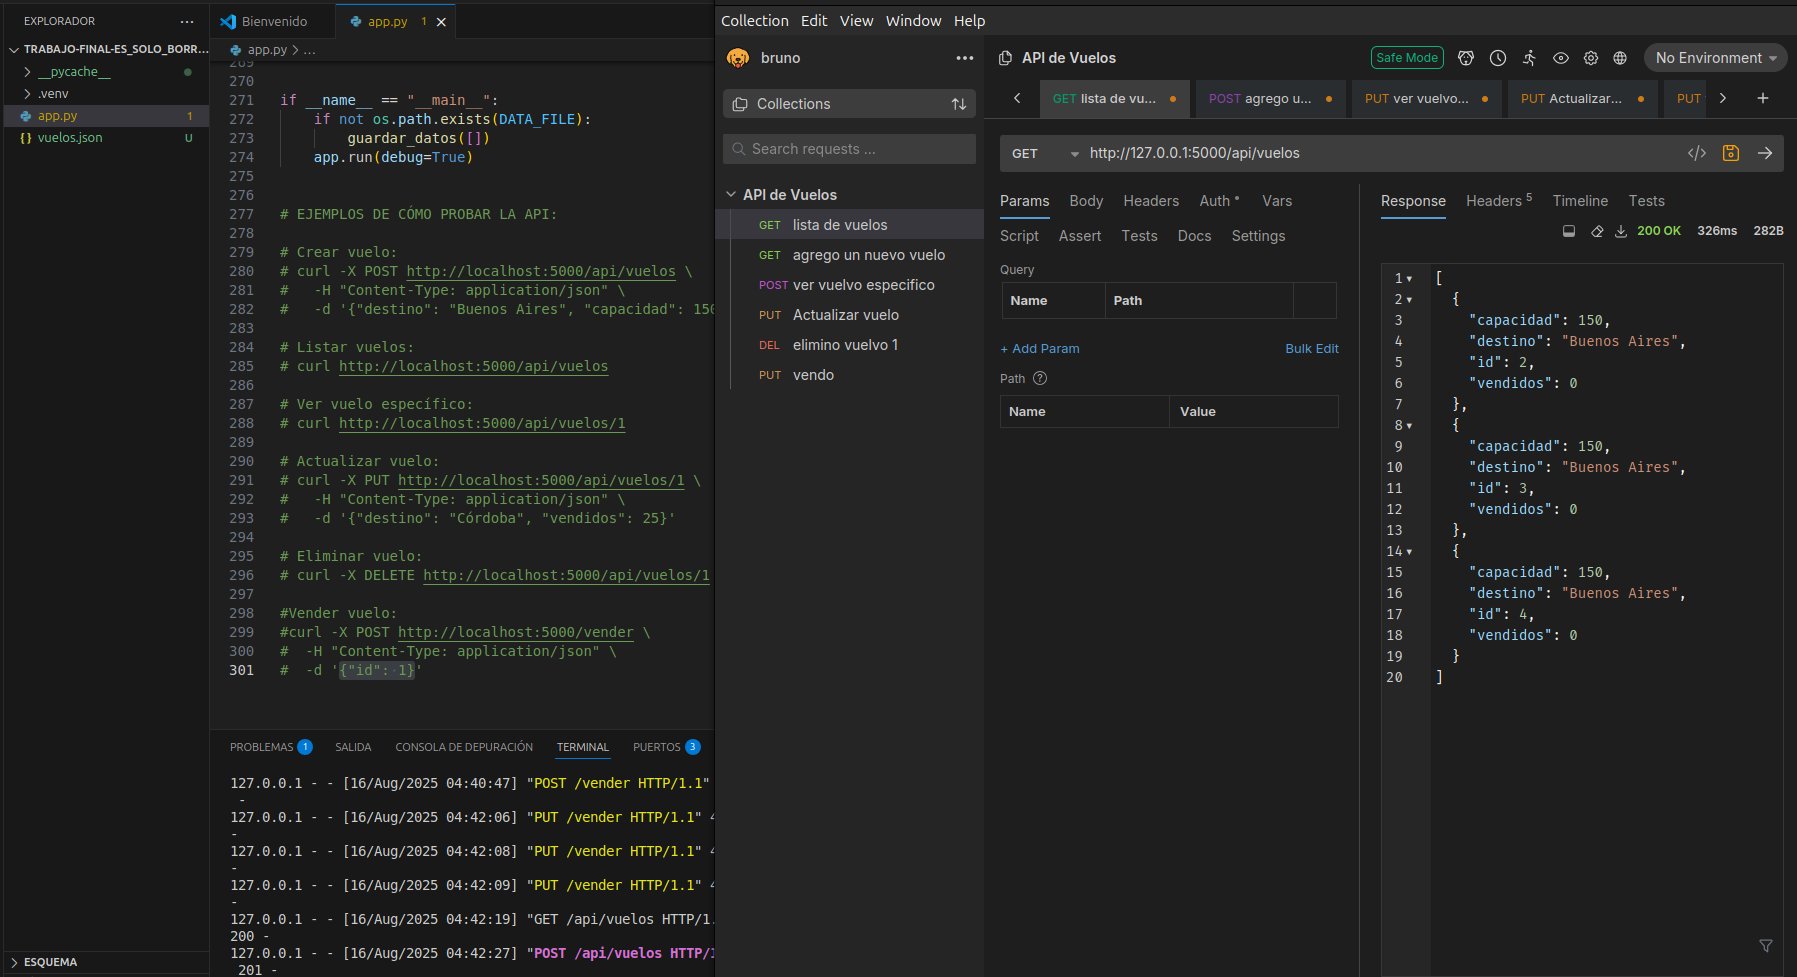 EXPLORADOR
TRABAJO-FINAL-ES_SOLO_BORR...
__pycache__
.venv
app.py 1
vuelos.json U
ESQUEMA
Bienvenido
app.py 1
app.py > ...
269
270
271 if __name__ == "__main__":
272 if not os.path.exists(DATA_FILE):
273 guardar_datos([])
274 app.run(debug=True)
275
276
277 # EJEMPLOS DE CÓMO PROBAR LA API:
278
279 # Crear vuelo:
280 # curl -X POST http://localhost:5000/api/vuelos \
281 #   -H "Content-Type: application/json" \
282 #   -d '{"destino": "Buenos Aires", "capacidad": 150
283
284 # Listar vuelos:
285 # curl http://localhost:5000/api/vuelos
286
287 # Ver vuelo específico:
288 # curl http://localhost:5000/api/vuelos/1
289
290 # Actualizar vuelo:
291 # curl -X PUT http://localhost:5000/api/vuelos/1 \
292 #   -H "Content-Type: application/json" \
293 #   -d '{"destino": "Córdoba", "vendidos": 25}'
294
295 # Eliminar vuelo:
296 # curl -X DELETE http://localhost:5000/api/vuelos/1
297
298 #Vender vuelo:
299 #curl -X POST http://localhost:5000/vender \
300 #  -H "Content-Type: application/json" \
301 #  -d '{"id": 1}'
PROBLEMAS 1 SALIDA CONSOLA DE DEPURACIÓN TERMINAL PUERTOS 3
127.0.0.1 - - [16/Aug/2025 04:40:47] "POST /vender HTTP/1.1"
-
127.0.0.1 - - [16/Aug/2025 04:42:06] "PUT /vender HTTP/1.1" 4
-
127.0.0.1 - - [16/Aug/2025 04:42:08] "PUT /vender HTTP/1.1" 4
-
127.0.0.1 - - [16/Aug/2025 04:42:09] "PUT /vender HTTP/1.1" 4
-
127.0.0.1 - - [16/Aug/2025 04:42:19] "GET /api/vuelos HTTP/1.
200 -
127.0.0.1 - - [16/Aug/2025 04:42:27] "POST /api/vuelos HTTP/1
201 -
Collection Edit View Window Help
bruno
Collections
Search requests ...
API de Vuelos
GET lista de vuelos
GET agrego un nuevo vuelo
POST ver vuelvo especifico
PUT Actualizar vuelo
DEL elimino vuelvo 1
PUT vendo
API de Vuelos
Safe Mode
No Environment
GET lista de vu...
POST agrego u...
PUT ver vuelvo...
PUT Actualizar...
PUT
GET http://127.0.0.1:5000/api/vuelos
Params Body Headers Auth Vars
Script Assert Tests Docs Settings
Query
Name Path
+ Add Param Bulk Edit
Path ?
Name Value
Response Headers 5 Timeline Tests
200 OK 326ms 282B
1 [
2 {
3 "capacidad": 150,
4 "destino": "Buenos Aires",
5 "id": 2,
6 "vendidos": 0
7 },
8 {
9 "capacidad": 150,
10 "destino": "Buenos Aires",
11 "id": 3,
12 "vendidos": 0
13 },
14 {
15 "capacidad": 150,
16 "destino": "Buenos Aires",
17 "id": 4,
18 "vendidos": 0
19 }
20 ]